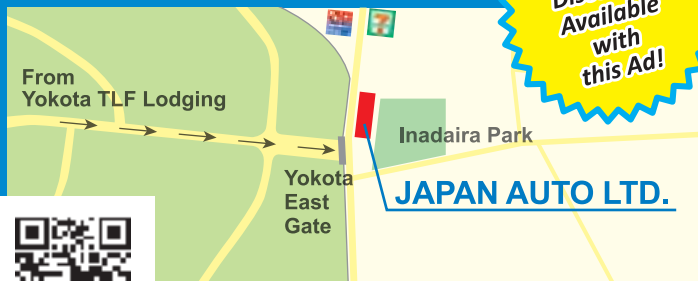 Available
with
this Ad!
From
Yokota TLF Lodging
Inadaira Park
Yokota
East
Gate
JAPAN AUTO LTD.